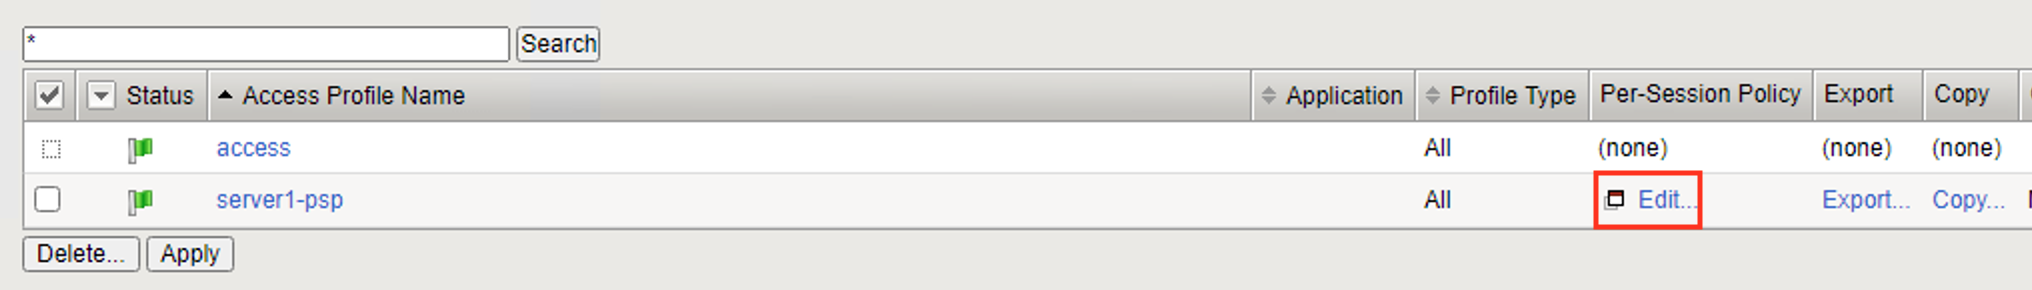 * Search
Status Access Profile Name Application Profile Type Per-Session Policy Export Copy
access All (none) (none) (none)
server1-psp All Edit... Export... Copy...
Delete... Apply